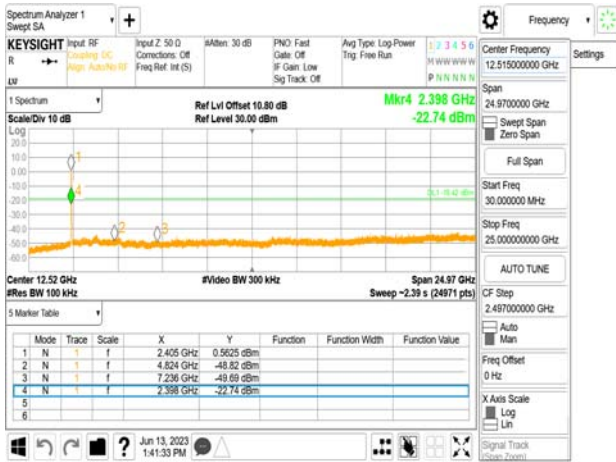 Spectrum Analyzer 1
Swept SA
Frequency
Settings
KEYSIGHT
Input: RF
Coupling: DC
Align: Auto/No RF
Input Z: 50 Ω
Corrections: Off
Freq Ref: Int (S)
#Atten: 30 dB
PNO: Fast
Gate: Off
IF Gain: Low
Sig Track: Off
Avg Type: Log-Power
Trig: Free Run
1 2 3 4 5 6
M W W W W W
P N N N N N
R
1 Spectrum
Scale/Div 10 dB
Ref Lvl Offset 10.80 dB
Ref Level 30.00 dBm
Mkr4 2.398 GHz
-22.74 dBm
Log
20.0
10.0
0.00
-10.0
-20.0
-30.0
-40.0
-50.0
-60.0
1
4
2
3
Center 12.52 GHz
#Res BW 100 kHz
#Video BW 300 kHz
Span 24.97 GHz
Sweep ~2.39 s (24971 pts)
5 Marker Table
Mode Trace Scale X Y Function Function Width Function Value
1 N 1 f 2.405 GHz 0.5625 dBm
2 N 1 f 4.824 GHz -48.82 dBm
3 N 1 f 7.236 GHz -49.69 dBm
4 N 1 f 2.398 GHz -22.74 dBm
5
6
Jun 13, 2023
1:41:33 PM
Center Frequency
12.515000000 GHz
Span
24.9700000 GHz
Swept Span
Zero Span
Full Span
Start Freq
30.000000 MHz
Stop Freq
25.000000000 GHz
AUTO TUNE
CF Step
2.497000000 GHz
Auto
Man
Freq Offset
0 Hz
X Axis Scale
Log
Lin
Signal Track
(Span Zoom)